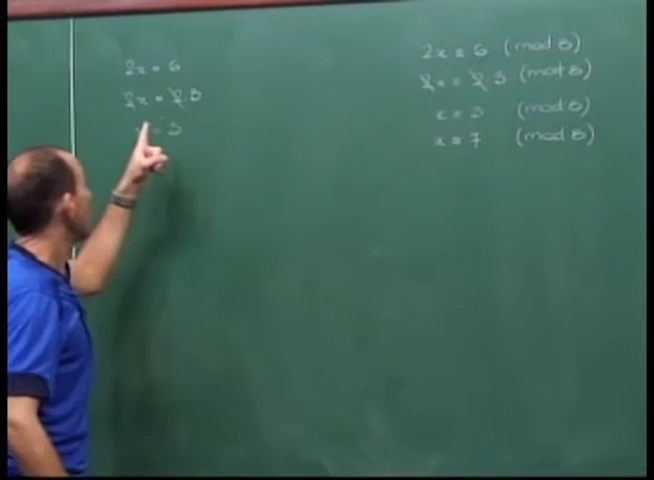 2x = 6
2x = 2.3
= 3
2x ≡ 6 (mod 8)
2x ≡ 2.3 (mod 8)
x ≡ 3 (mod 8)
x ≡ 7 (mod 8)